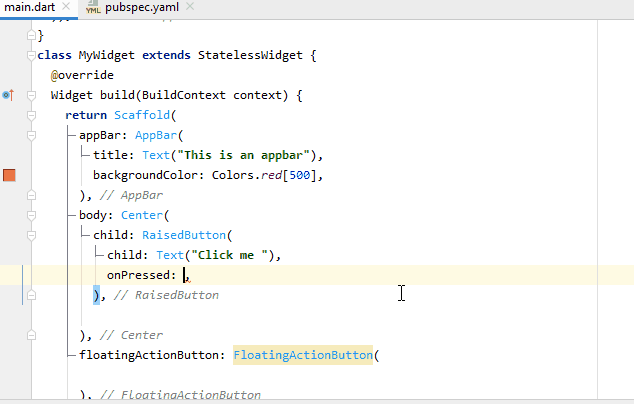 main.dart pubspec.yaml
}
class MyWidget extends StatelessWidget {
@override
Widget build(BuildContext context) {
return Scaffold(
appBar: AppBar(
title: Text("This is an appbar"),
backgroundColor: Colors.red[500],
), // AppBar
body: Center(
child: RaisedButton(
child: Text("Click me "),
onPressed: ,
), // RaisedButton
), // Center
floatingActionButton: FloatingActionButton(
), // FloatingActionButton